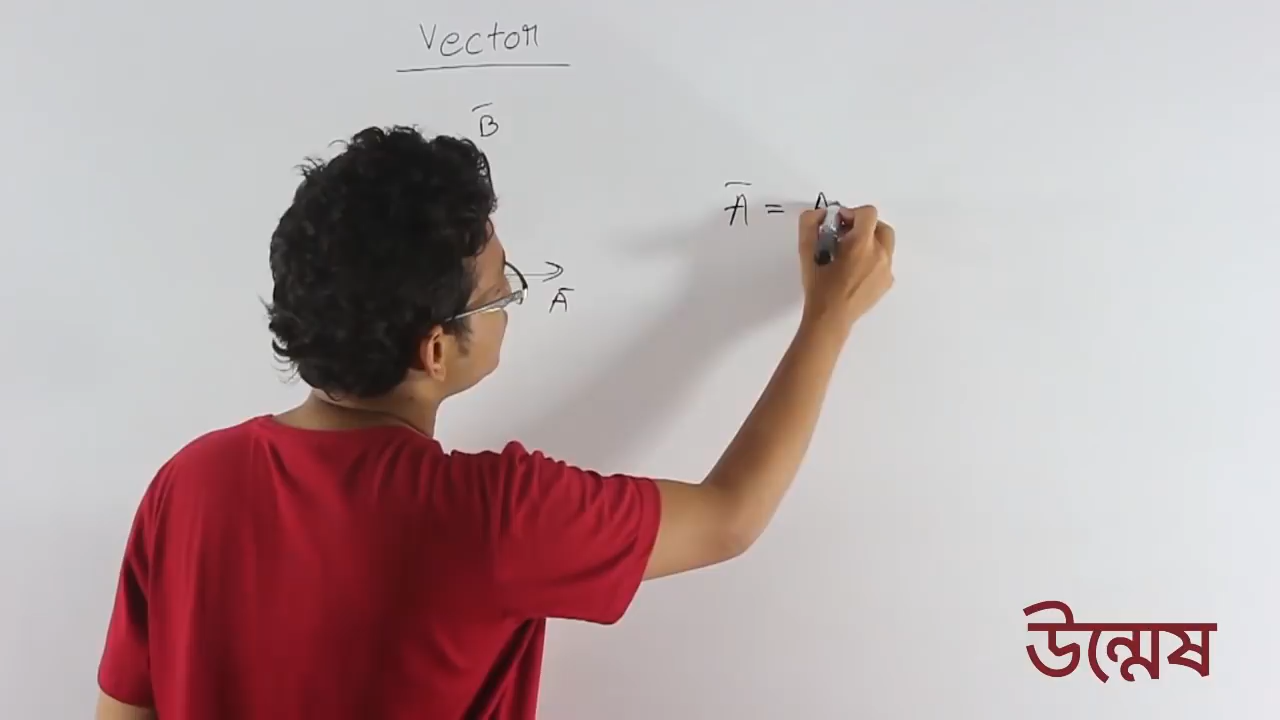 Vector
B̄
Ā = A
Ā
উন্মেষ